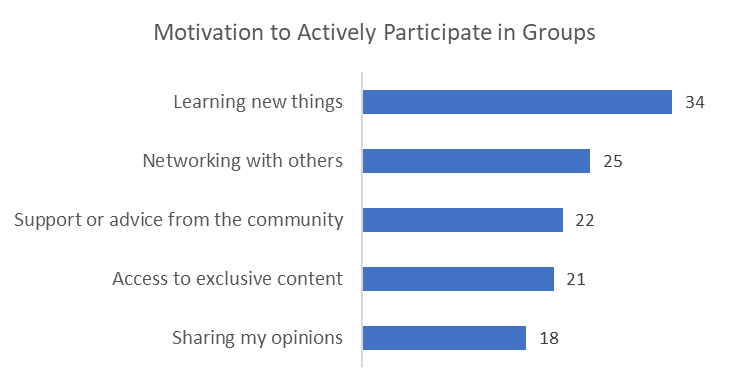 Motivation to Actively Participate in Groups
Learning new things 34
Networking with others 25
Support or advice from the community 22
Access to exclusive content 21
Sharing my opinions 18